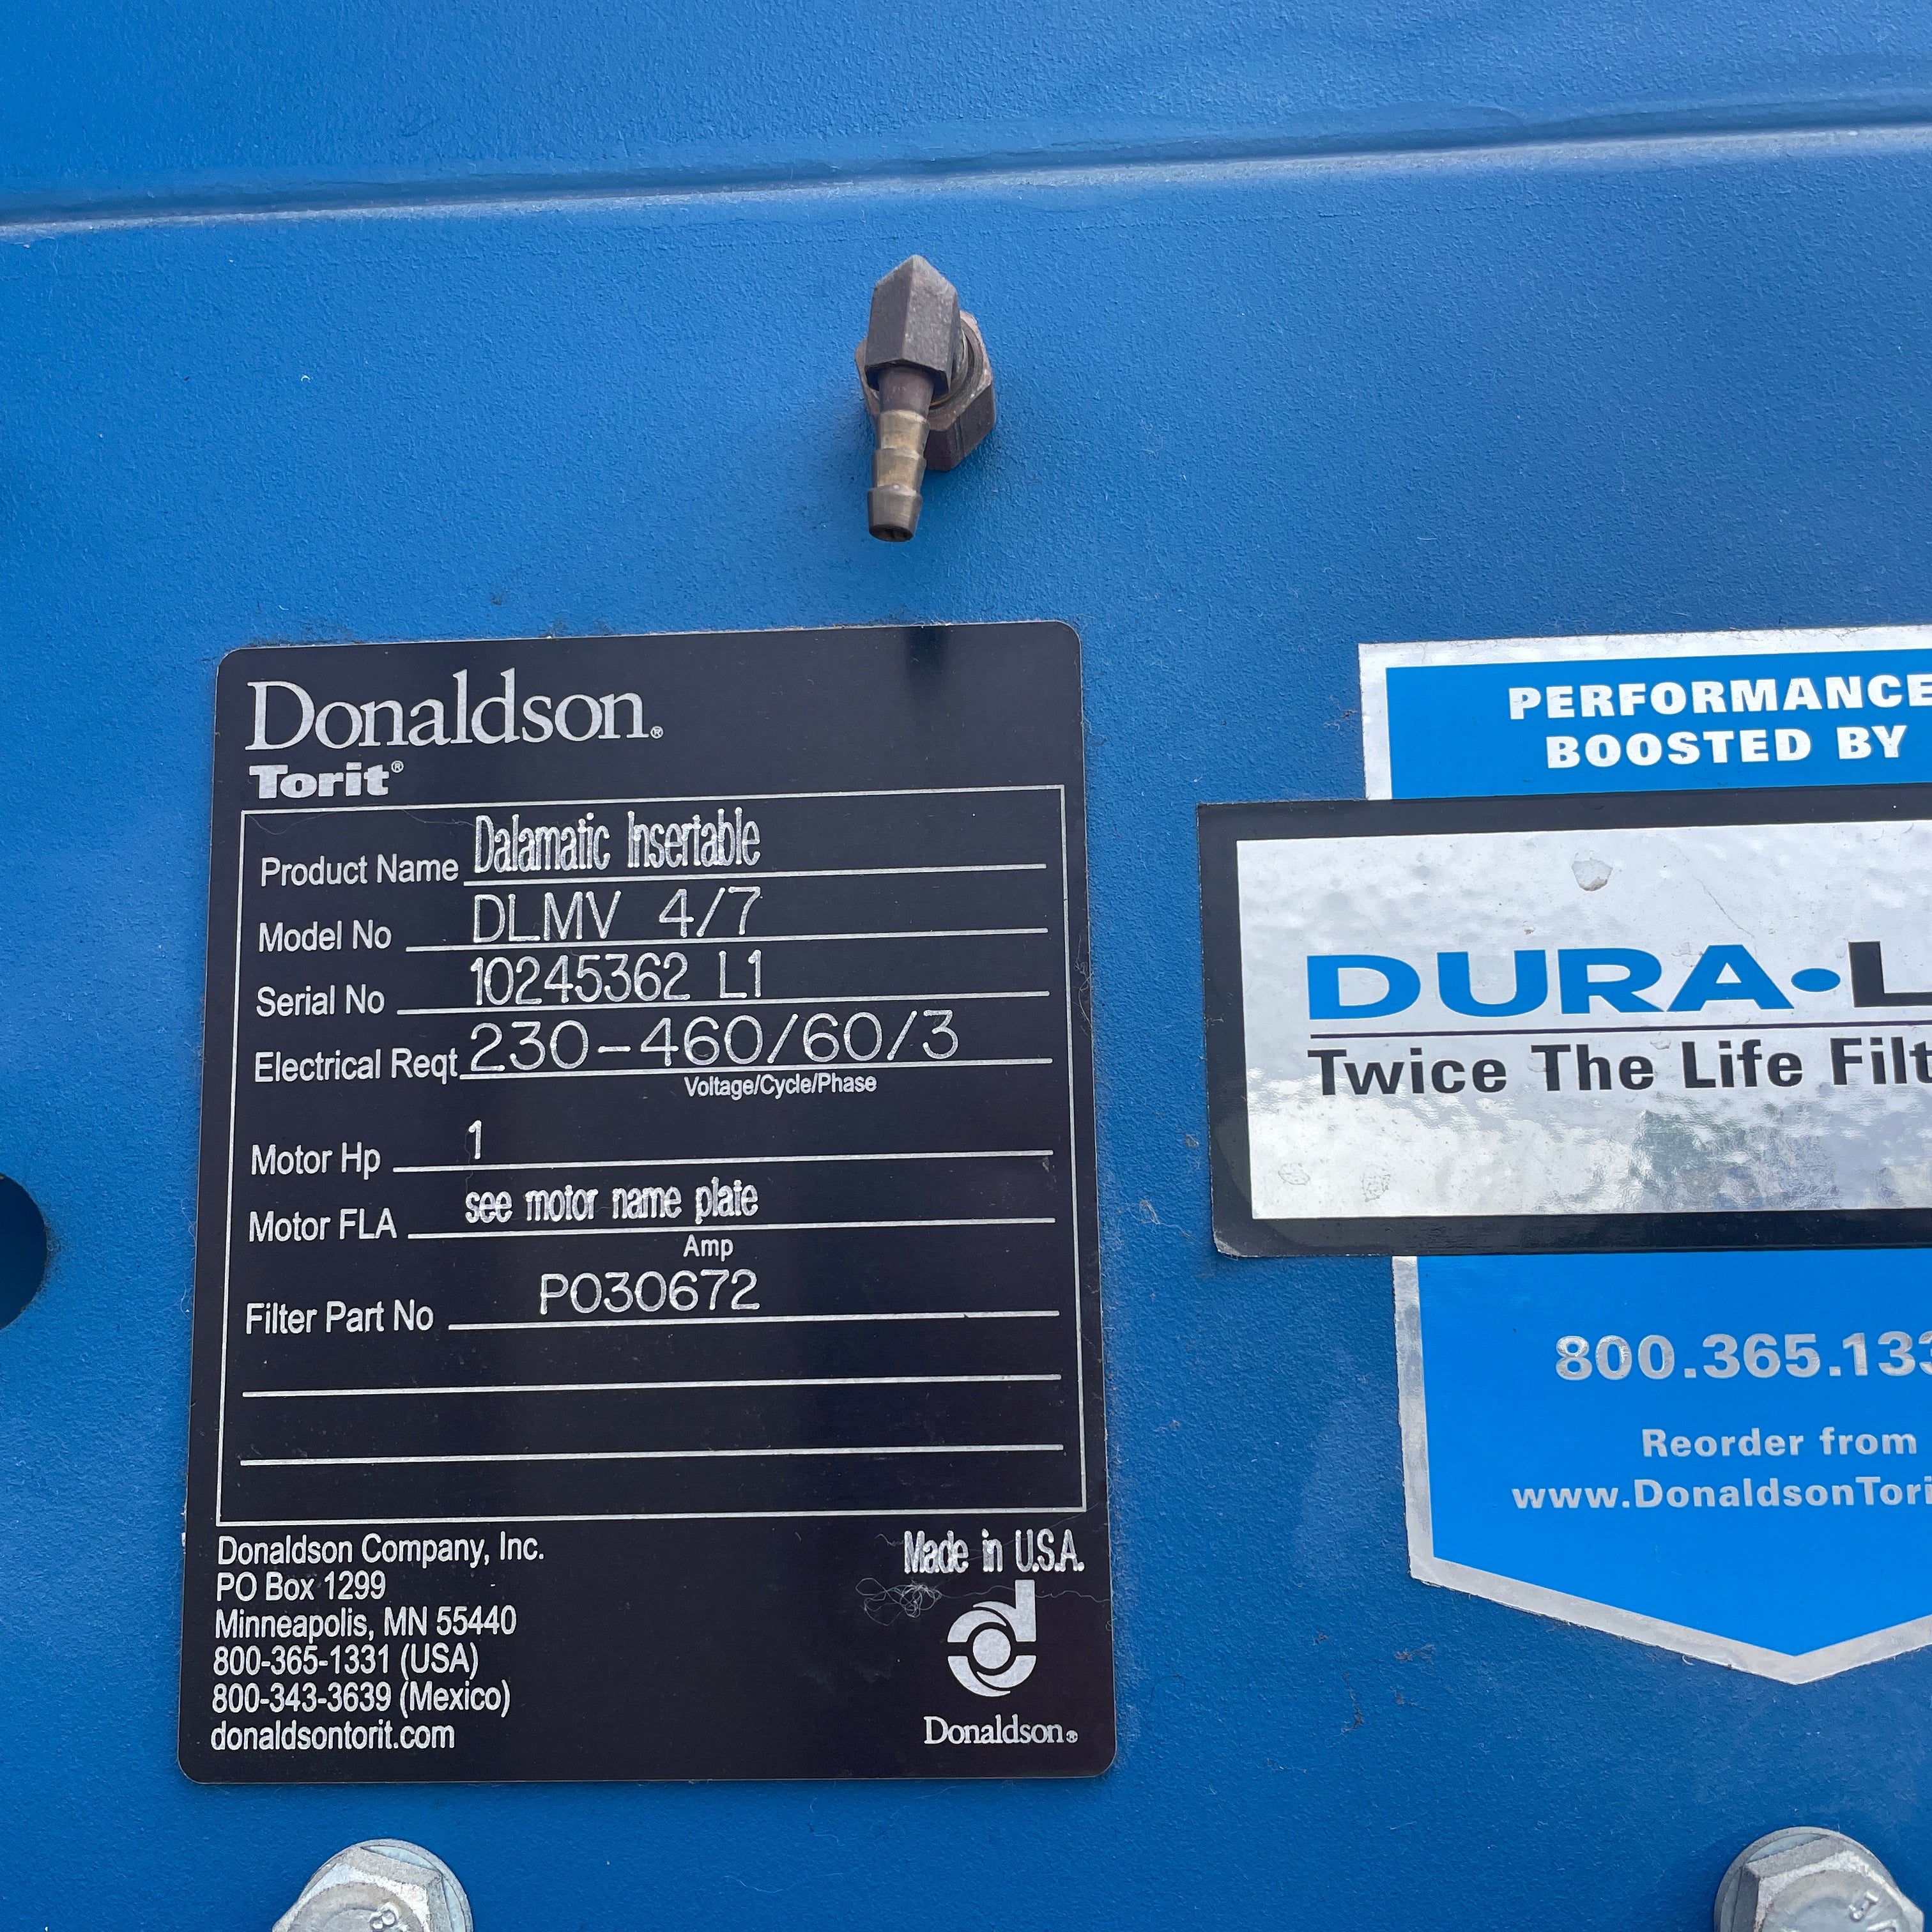 Donaldson®
Torit®
Product Name Dalamatic Insertable
Model No DLMV 4/7
Serial No 10245362 L1
Electrical Reqt 230-460/60/3
Voltage/Cycle/Phase
Motor Hp 1
Motor FLA see motor name plate
Amp
Filter Part No P030672
Donaldson Company, Inc.
PO Box 1299
Minneapolis, MN 55440
800-365-1331 (USA)
800-343-3639 (Mexico)
donaldsontorit.com
Made in U.S.A.
Donaldson®
PERFORMANCE
BOOSTED BY
DURA•L
Twice The Life Filt
800.365.133
Reorder from
www.DonaldsonTori